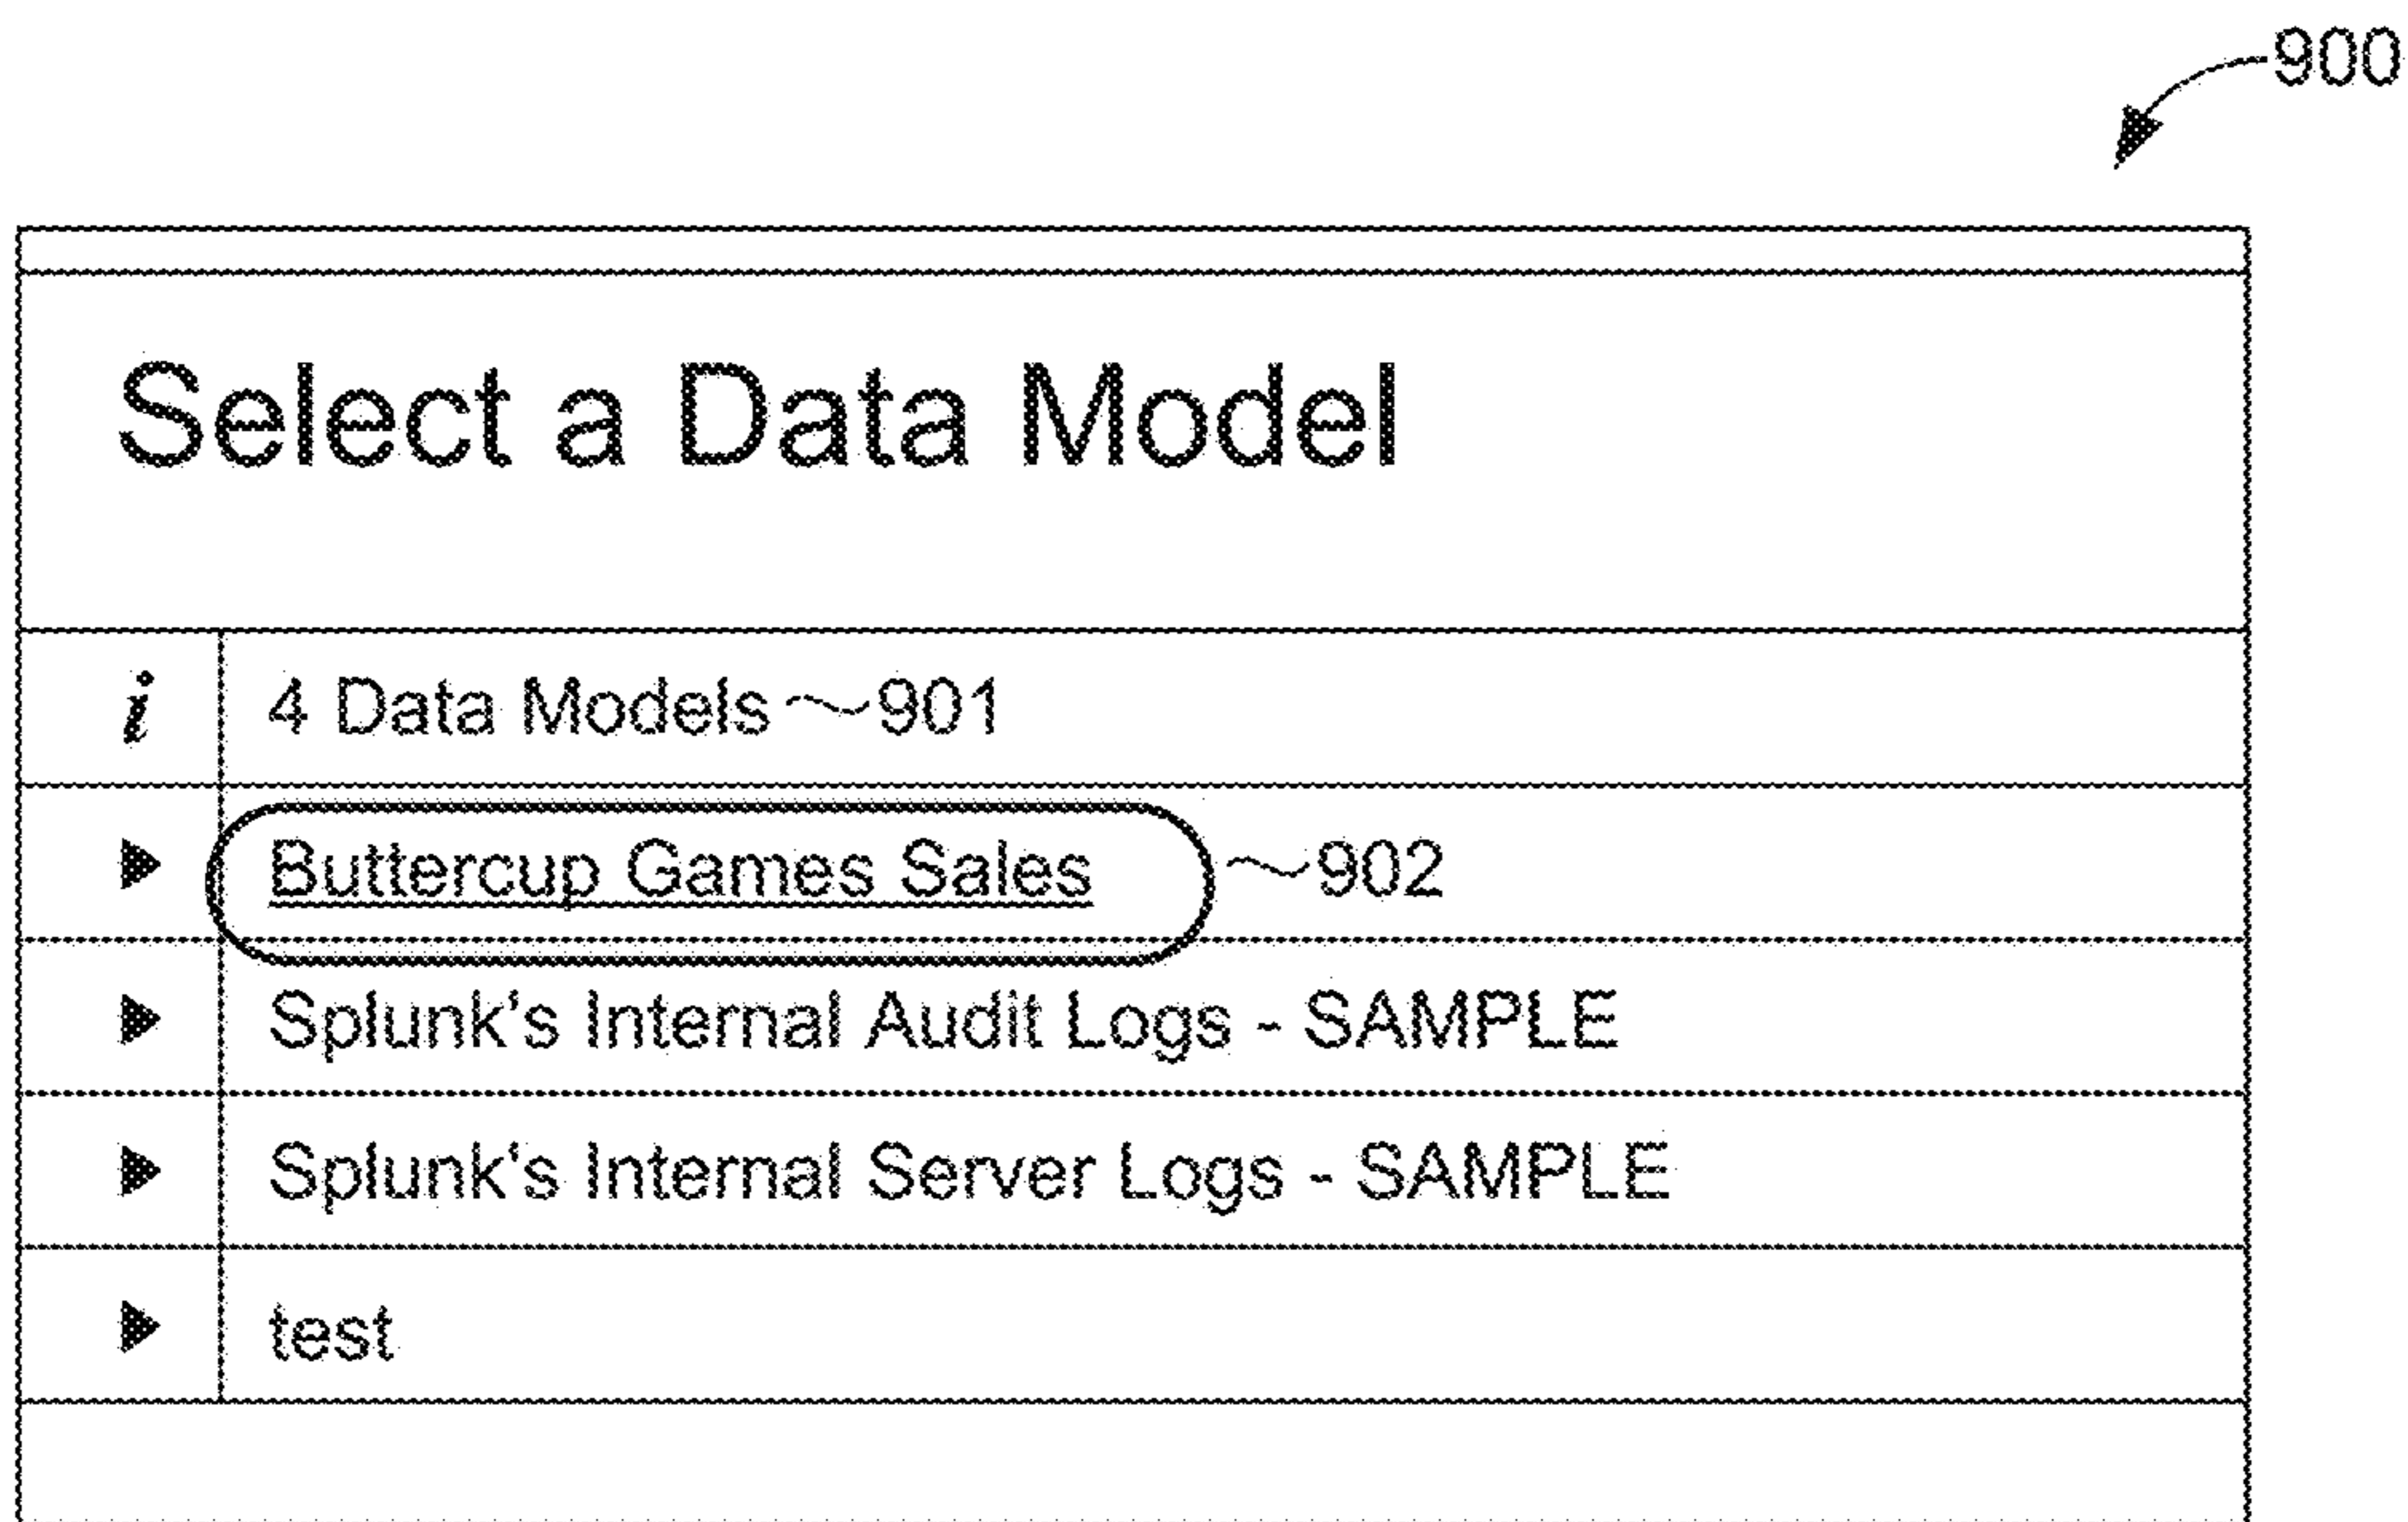 900
Select a Data Model
i 4 Data Models 901
Buttercup Games Sales 902
Splunk's Internal Audit Logs - SAMPLE
Splunk's Internal Server Logs - SAMPLE
test